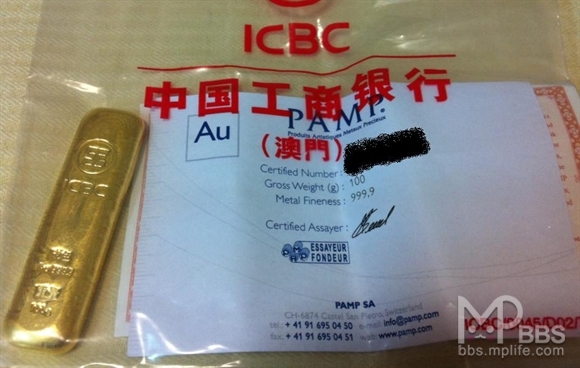 ICBC
中国工商银行
(澳門)
Au
PAMP.
Produits Artistiques Métaux Précieux
Certified Number :
Gross Weight (g) : 100
Metal Fineness : 999,9
Certified Assayer :
ESSAYEUR
FONDEUR
PAMP SA
CH-6874 Castel San Pietro, Switzerland
tel.: + 41 91 695 04 50 e-mail: info@pamp.com
fax: + 41 91 695 04 51 www.pamp.com
ICBC
MP BBS
bbs.mplife.com